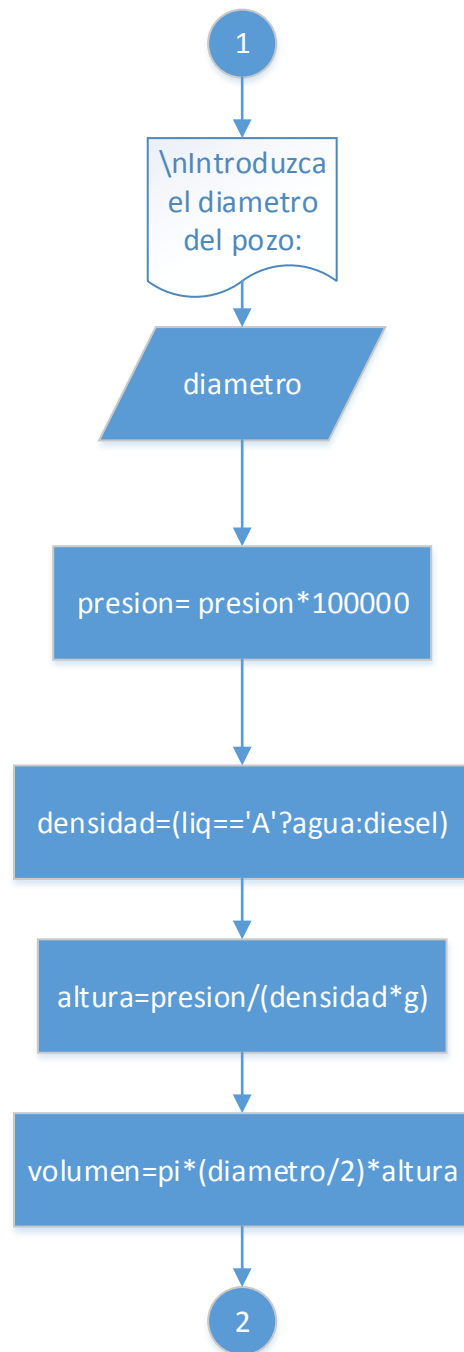 1
\nIntroduzca
el diametro
del pozo:
diametro
presion= presion*100000
densidad=(liq=='A'?agua:diesel)
altura=presion/(densidad*g)
volumen=pi*(diametro/2)*altura
2